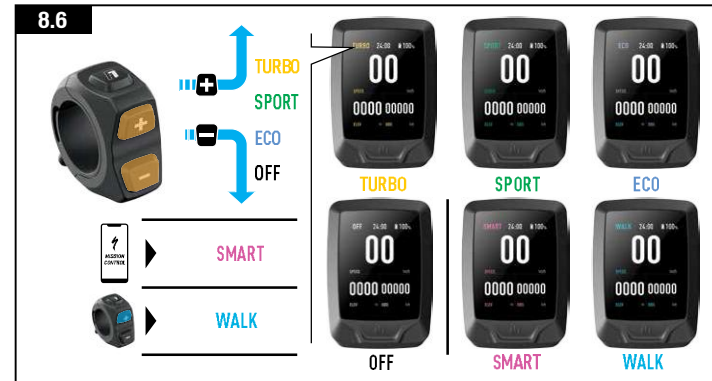 8.6
+
TURBO
SPORT
-
ECO
OFF
+
-
MISSION
CONTROL
SMART
WALK
TURBO 24:00 100%
00
0000 00000
TURBO
SPORT 24:00 100%
00
0000 00000
SPORT
ECO 24:00 100%
00
0000 00000
ECO
OFF 24:00 100%
00
0000 00000
OFF
SMART 24:00 100%
00
0000 00000
SMART
WALK 24:00 100%
00
0000 00000
WALK